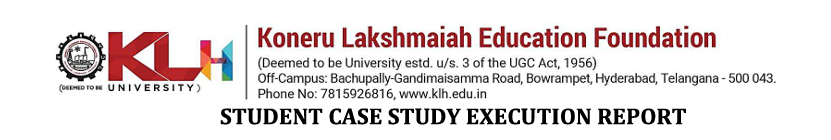 KLH
(DEEMED TO BE UNIVERSITY)
Koneru Lakshmaiah Education Foundation
(Deemed to be University estd. u/s. 3 of the UGC Act, 1956)
Off-Campus: Bachupally-Gandimaisamma Road, Bowrampet, Hyderabad, Telangana - 500 043.
Phone No: 7815926816, www.klh.edu.in
STUDENT CASE STUDY EXECUTION REPORT